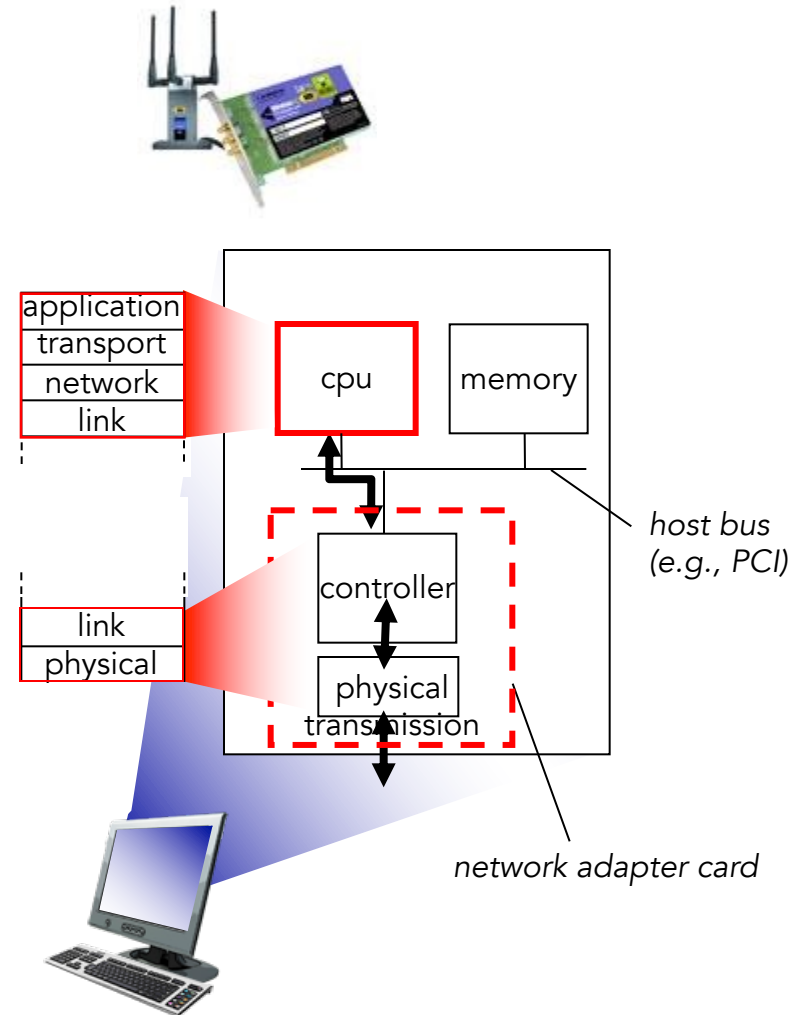 application
transport
network
link
cpu
memory
host bus
(e.g., PCI)
controller
link
physical
physical
transmission
network adapter card